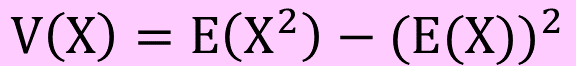 V(X) = E(X²) − (E(X))²